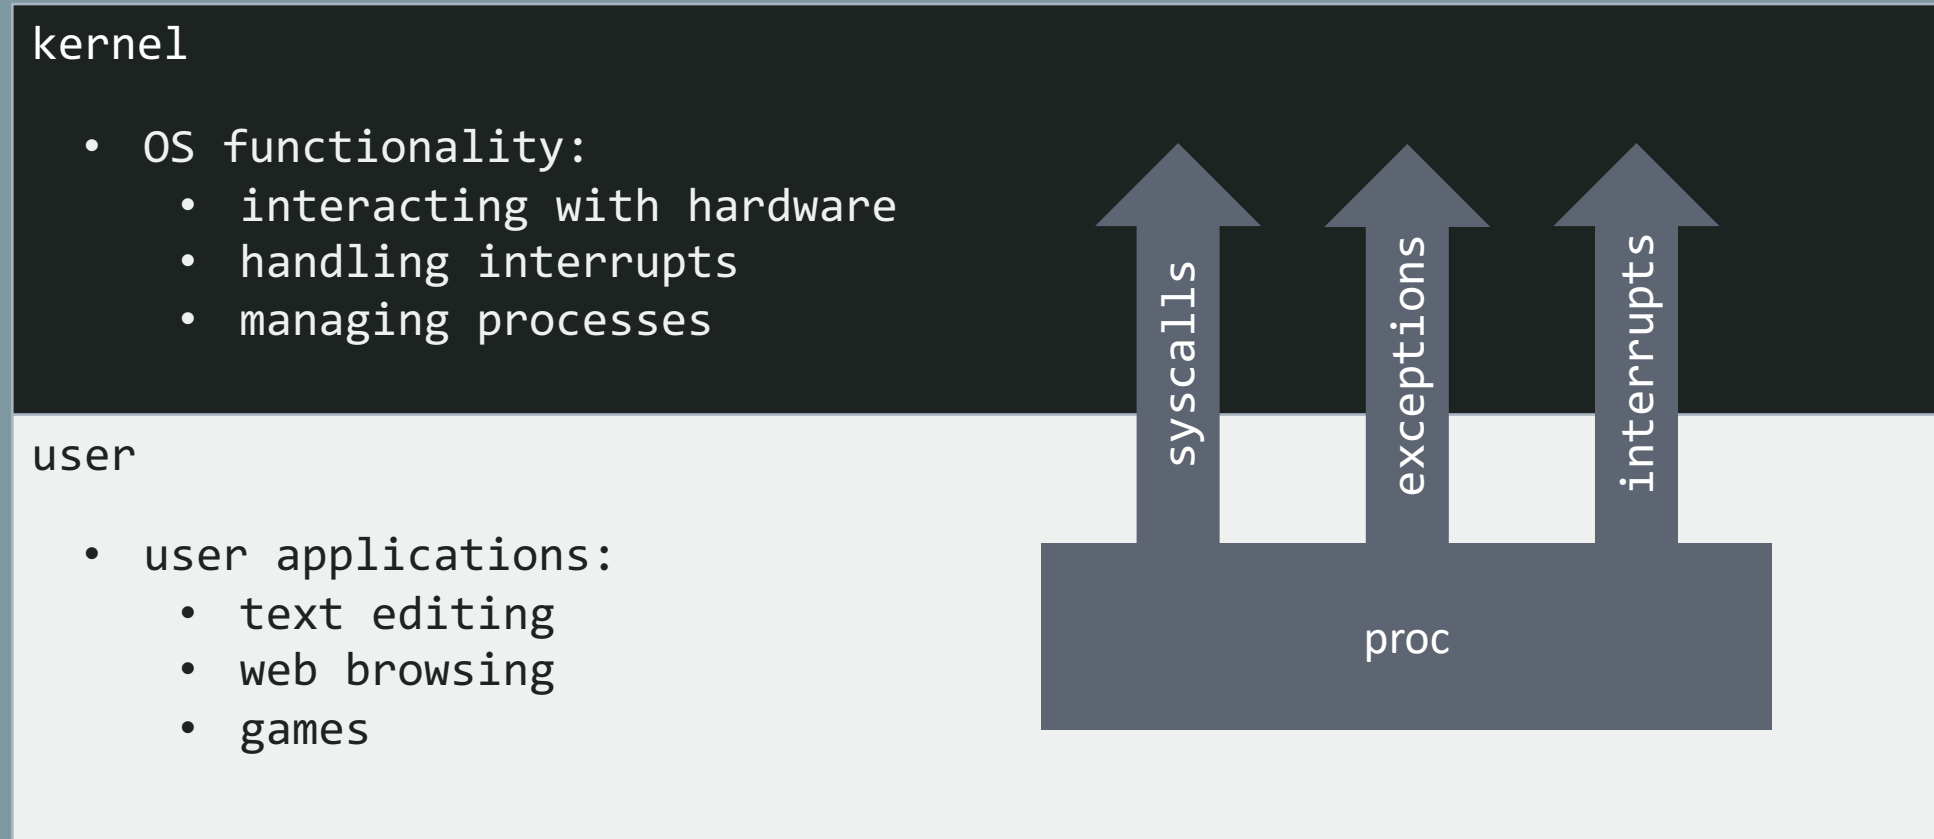 kernel
• OS functionality:
• interacting with hardware
• handling interrupts
• managing processes
syscalls
exceptions
interrupts
user
• user applications:
• text editing
• web browsing
• games
proc